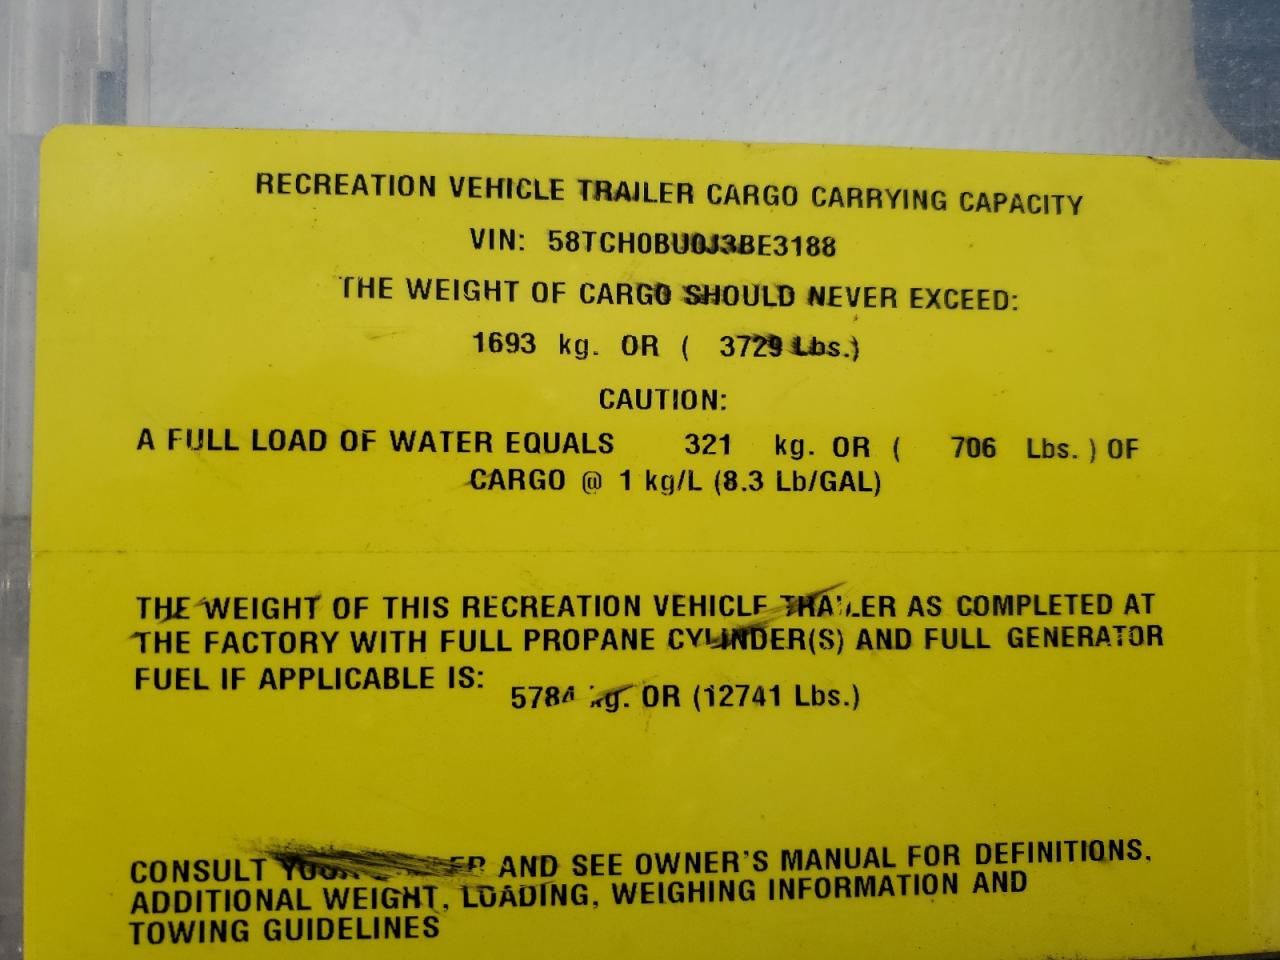 RECREATION VEHICLE TRAILER CARGO CARRYING CAPACITY
VIN: 58TCH0BU0J3BE3188
THE WEIGHT OF CARGO SHOULD NEVER EXCEED:
1693 kg. OR ( 3729 Lbs.)
CAUTION:
A FULL LOAD OF WATER EQUALS 321 kg. OR ( 706 Lbs. ) OF
CARGO @ 1 kg/L (8.3 Lb/GAL)
THE WEIGHT OF THIS RECREATION VEHICLE TRAILER AS COMPLETED AT
THE FACTORY WITH FULL PROPANE CYLINDER(S) AND FULL GENERATOR
FUEL IF APPLICABLE IS:
5784 kg. OR (12741 Lbs.)
CONSULT AND SEE OWNER'S MANUAL FOR DEFINITIONS,
ADDITIONAL WEIGHT, LOADING, WEIGHING INFORMATION AND
TOWING GUIDELINES